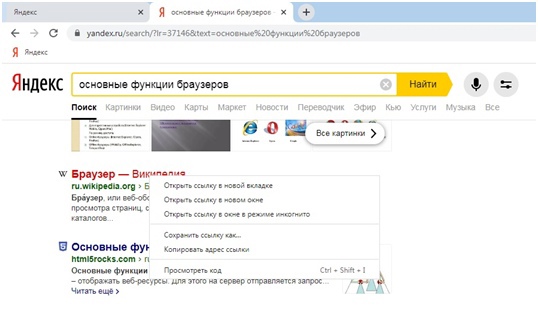 Яндекс
основные функции браузеров -
yandex.ru/search/?lr=37146&text=основные%20функции%20браузеров
Яндекс
Яндекс
основные функции браузеров
Найти
Поиск Картинки Видео Карты Маркет Новости Переводчик Эфир Кью Услуги Музыка Все
Все картинки
Браузер — Википедия
ru.wikipedia.org
Бра́узер, или веб-обо
просмотра страниц, с
каталогов...
Открыть ссылку в новой вкладке
Открыть ссылку в новом окне
Открыть ссылку в окне в режиме инкогнито
Сохранить ссылку как...
Копировать адрес ссылки
Просмотреть код Ctrl + Shift + I
Основные фун
html5rocks.com › ru
Основные функции
– отображать веб-ресурсы. Для этого на сервер отправляется запрос...
Читать ещё ›